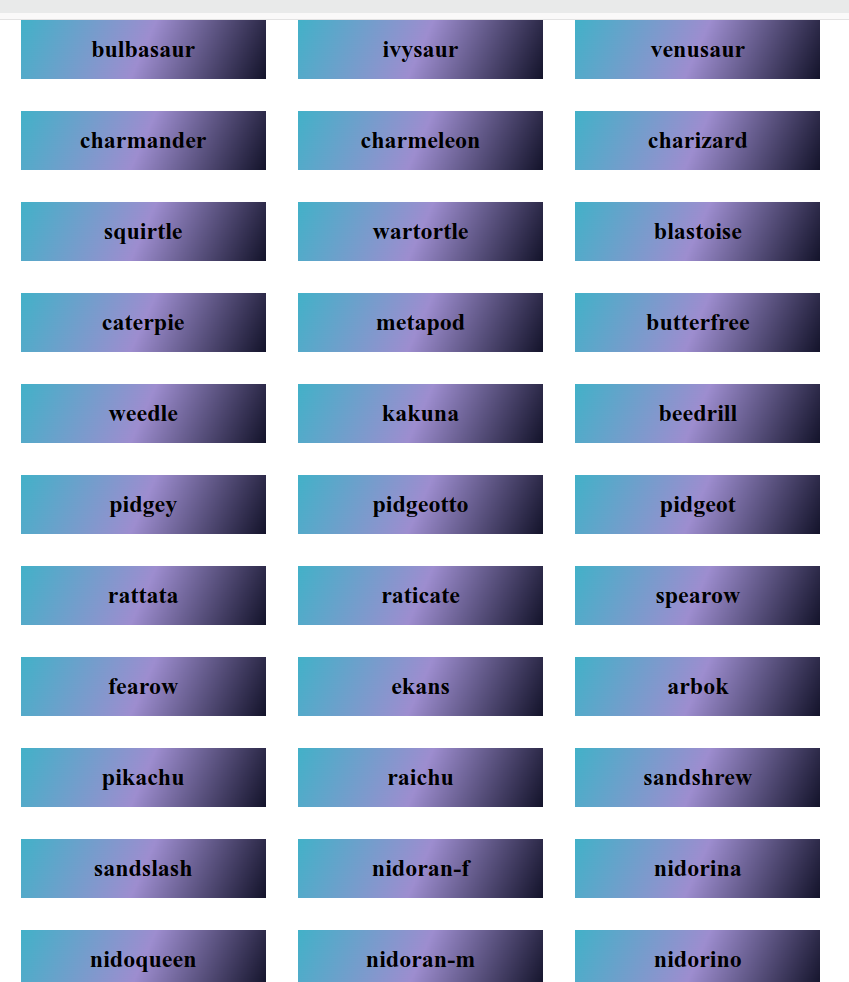 bulbasaur ivysaur venusaur
charmander charmeleon charizard
squirtle wartortle blastoise
caterpie metapod butterfree
weedle kakuna beedrill
pidgey pidgeotto pidgeot
rattata raticate spearow
fearow ekans arbok
pikachu raichu sandshrew
sandslash nidoran-f nidorina
nidoqueen nidoran-m nidorino